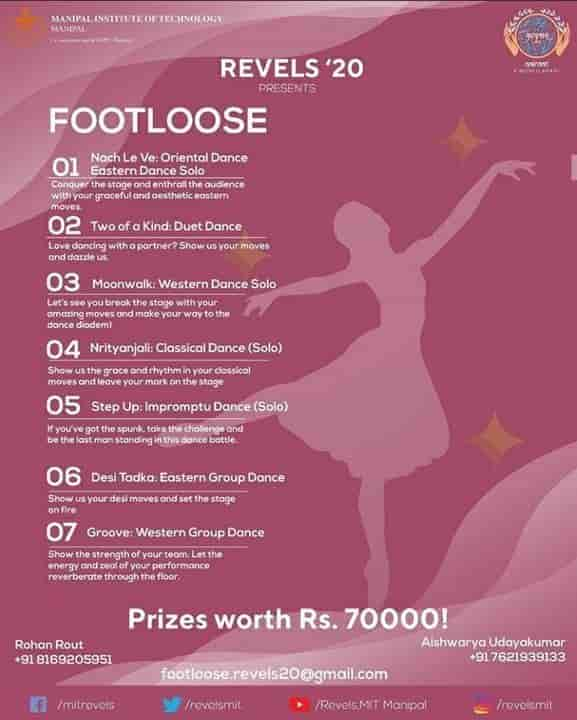 MANIPAL INSTITUTE OF TECHNOLOGY
MANIPAL
REVELS ‘20
PRESENTS
FOOTLOOSE
01 Nach Le Ve: Oriental Dance
Eastern Dance Solo
Conquer the stage and enthrall the audience
with your graceful and aesthetic eastern
moves.
02 Two of a Kind: Duet Dance
Love dancing with a partner? Show us your moves
and dazzle us.
03 Moonwalk: Western Dance Solo
Let's see you break the stage with your
amazing moves and make your way to the
dance diadem!
04 Nrityanjali: Classical Dance (Solo)
Show us the grace and rhythm in your classical
moves and leave your mark on the stage
05 Step Up: Impromptu Dance (Solo)
If you've got the spunk, take the challenge and
be the last man standing in this dance battle.
06 Desi Tadka: Eastern Group Dance
Show us your desi moves and set the stage
on fire
07 Groove: Western Group Dance
Show the strength of your team. Let the
energy and zeal of your performance
reverberate through the floor.
Prizes worth Rs. 70000!
Rohan Rout
+91 8169205951
Aishwarya Udayakumar
+91 7621939133
footloose.revels20@gmail.com
/mitrevels
/revelsmit
/Revels,MIT Manipal
/revelsmit